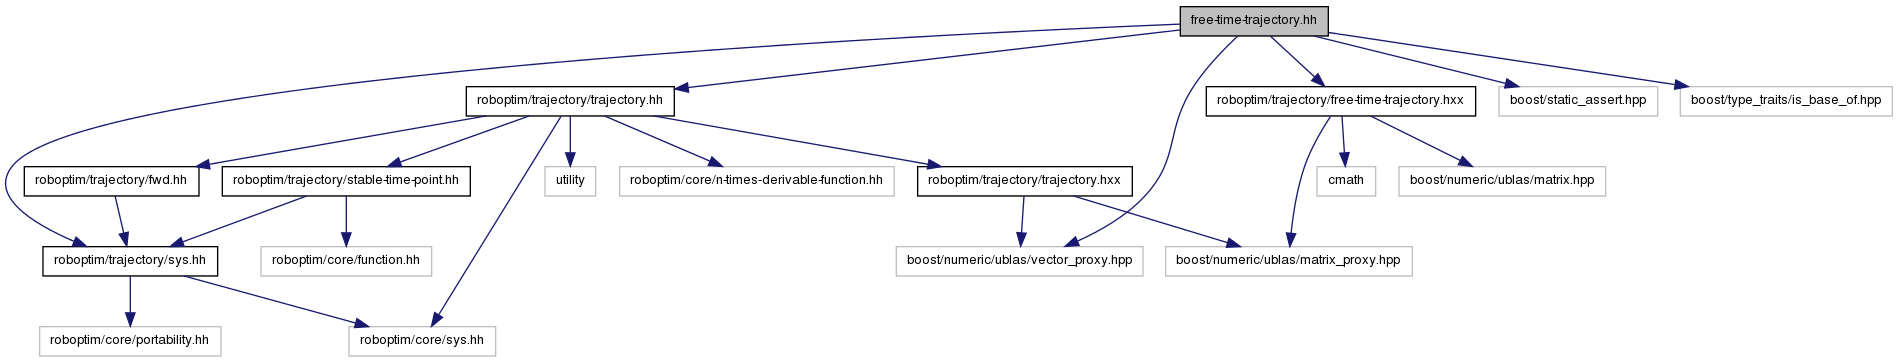 free-time-trajectory.hh
roboptim/trajectory/trajectory.hh
roboptim/trajectory/free-time-trajectory.hxx
boost/static_assert.hpp
boost/type_traits/is_base_of.hpp
roboptim/trajectory/fwd.hh
roboptim/trajectory/stable-time-point.hh
utility
roboptim/core/n-times-derivable-function.hh
roboptim/trajectory/trajectory.hxx
cmath
boost/numeric/ublas/matrix.hpp
roboptim/trajectory/sys.hh
roboptim/core/function.hh
boost/numeric/ublas/vector_proxy.hpp
boost/numeric/ublas/matrix_proxy.hpp
roboptim/core/portability.hh
roboptim/core/sys.hh